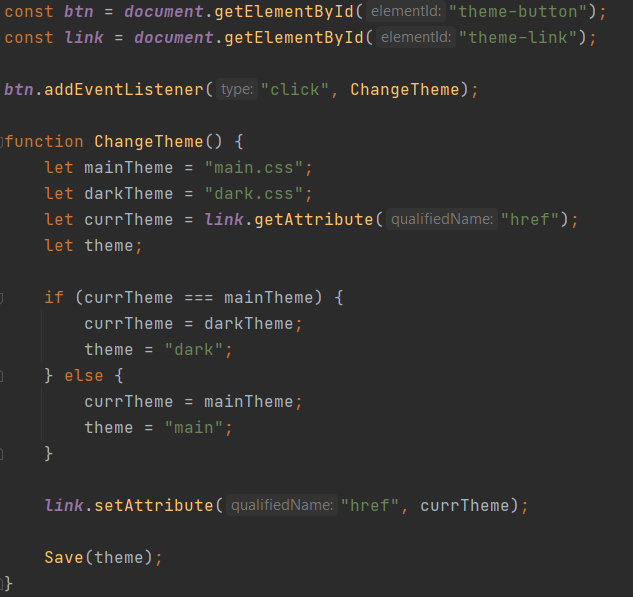 const btn = document.getElementById( elementId: "theme-button");
const link = document.getElementById( elementId: "theme-link");
btn.addEventListener( type: "click", ChangeTheme);
function ChangeTheme() {
let mainTheme = "main.css";
let darkTheme = "dark.css";
let currTheme = link.getAttribute( qualifiedName: "href");
let theme;
if (currTheme === mainTheme) {
currTheme = darkTheme;
theme = "dark";
} else {
currTheme = mainTheme;
theme = "main";
}
link.setAttribute( qualifiedName: "href", currTheme);
Save(theme);
}